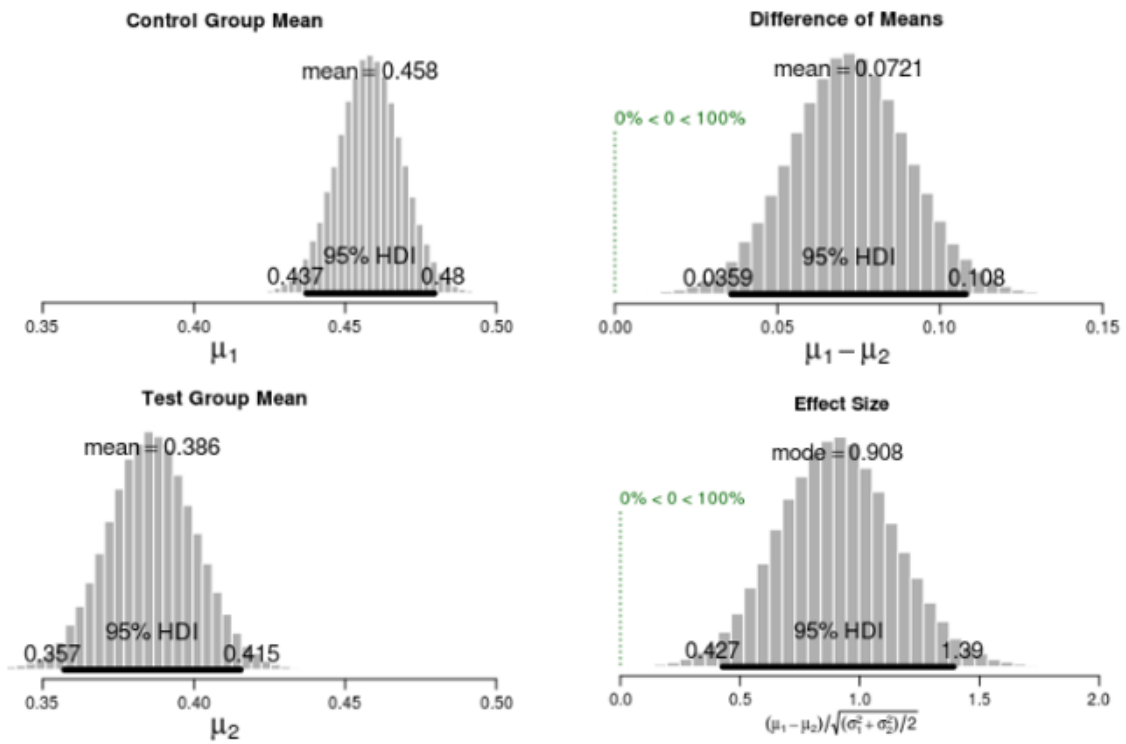 Control Group Mean
mean = 0.458
95% HDI
0.437 0.48
0.35 0.40 0.45 0.50
μ1
Difference of Means
mean = 0.0721
0% < 0 < 100%
95% HDI
0.0359 0.108
0.00 0.05 0.10 0.15
μ1 − μ2
Test Group Mean
mean = 0.386
95% HDI
0.357 0.415
0.35 0.40 0.45 0.50
μ2
Effect Size
mode = 0.908
0% < 0 < 100%
95% HDI
0.427 1.39
0.0 0.5 1.0 1.5 2.0
(μ1 − μ2)/√(σ1² + σ2²)/2